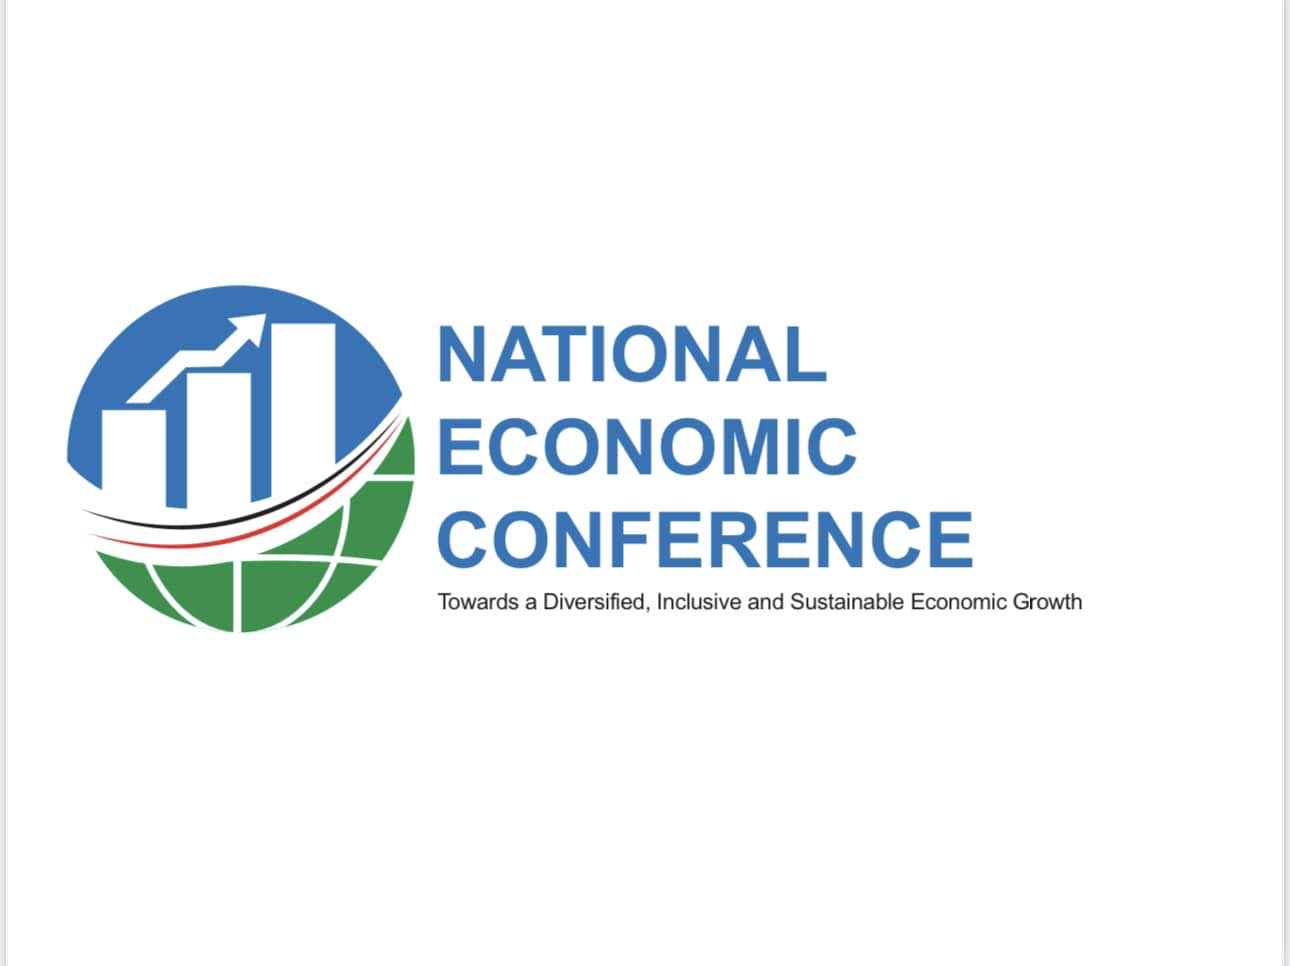 NATIONAL
ECONOMIC
CONFERENCE
Towards a Diversified, Inclusive and Sustainable Economic Growth